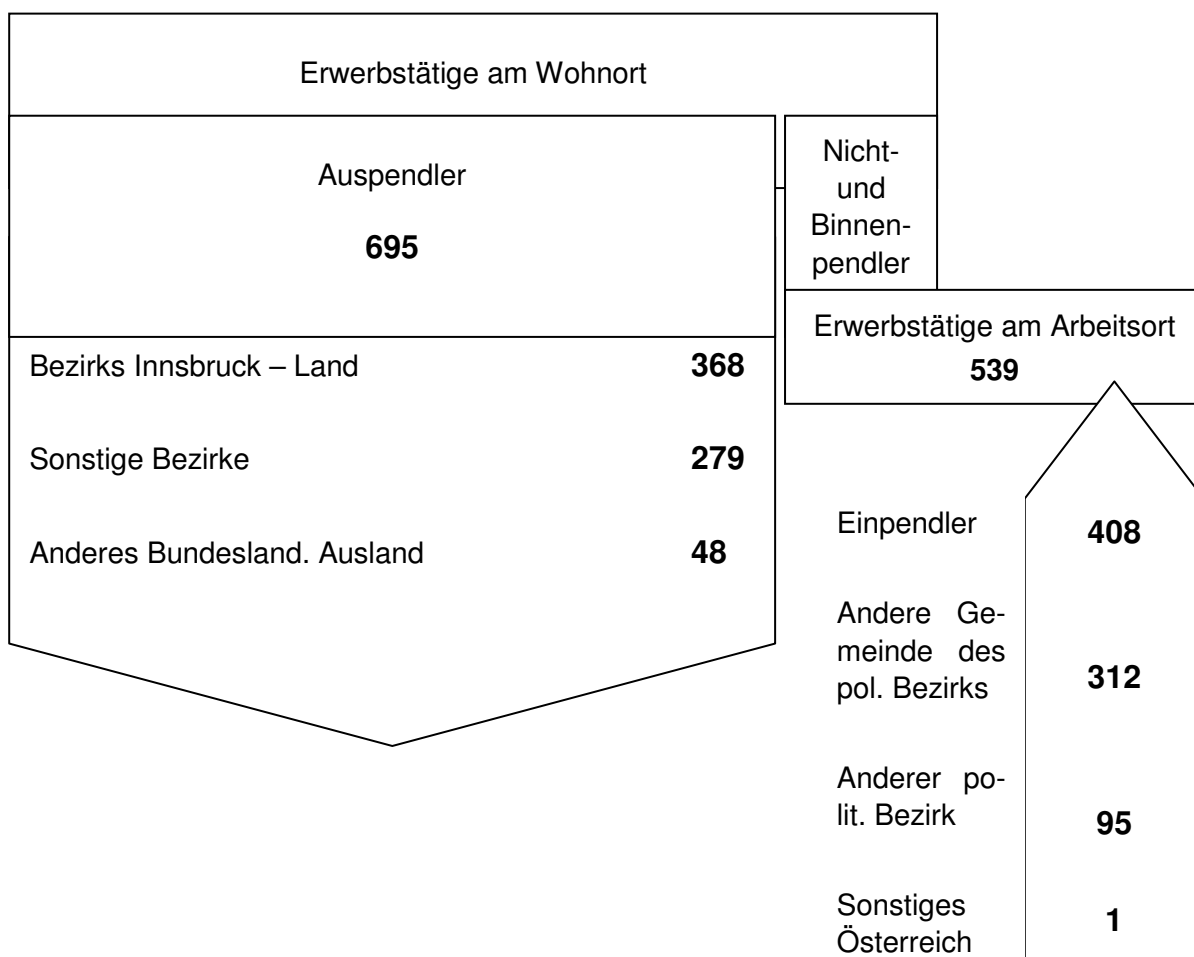 Erwerbstätige am Wohnort
Auspendler
695
Nicht-
und
Binnen-
pendler
Erwerbstätige am Arbeitsort
539
Bezirks Innsbruck – Land 368
Sonstige Bezirke 279
Anderes Bundesland. Ausland 48
Einpendler 408
Andere Ge-
meinde des
pol. Bezirks 312
Anderer po-
lit. Bezirk 95
Sonstiges
Österreich 1